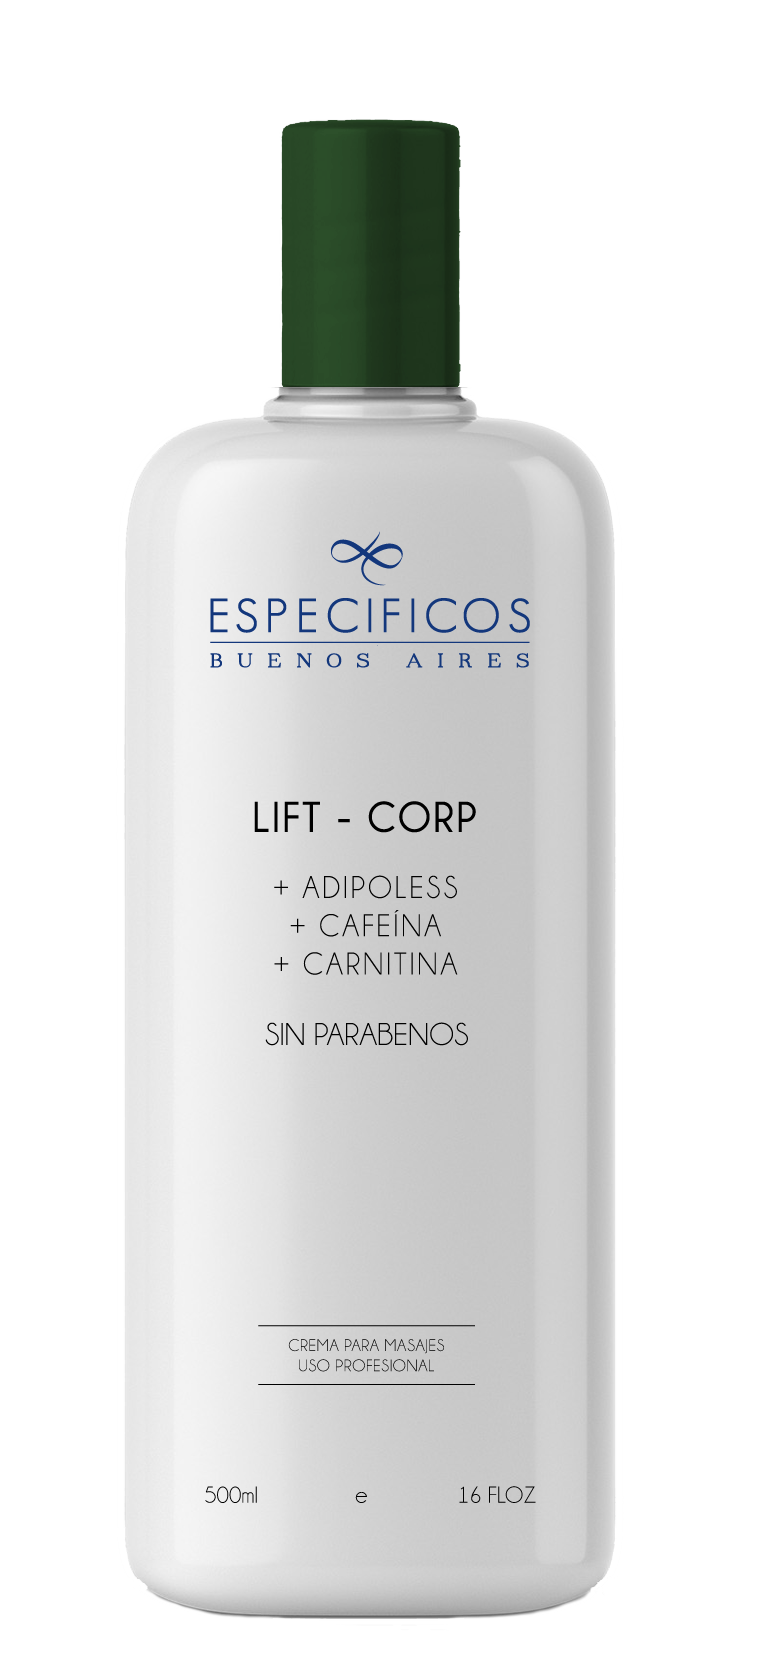 ESPECIFICOS
BUENOS AIRES
LIFT - CORP
+ ADIPOLESS
+ CAFEÍNA
+ CARNITINA
SIN PARABENOS
CREMA PARA MASAJES
USO PROFESIONAL
500ml e 16 FLOZ